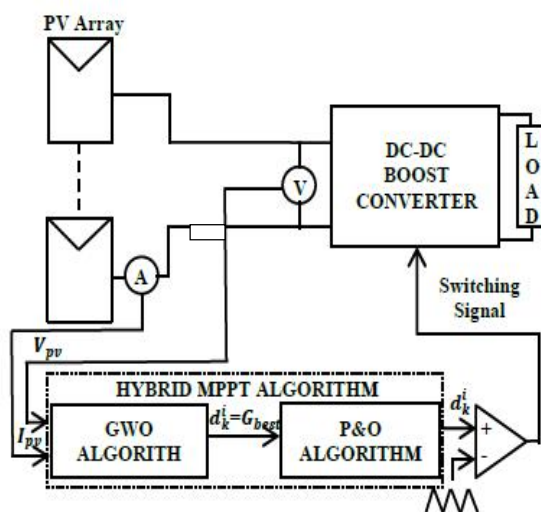 PV Array
DC-DC
BOOST
CONVERTER
LOAD
V
A
Switching
Signal
V_pv
HYBRID MPPT ALGORITHM
I_pv
GWO
ALGORITH
d_k^i=G_best
P&O
ALGORITHM
d_k^i
+
-